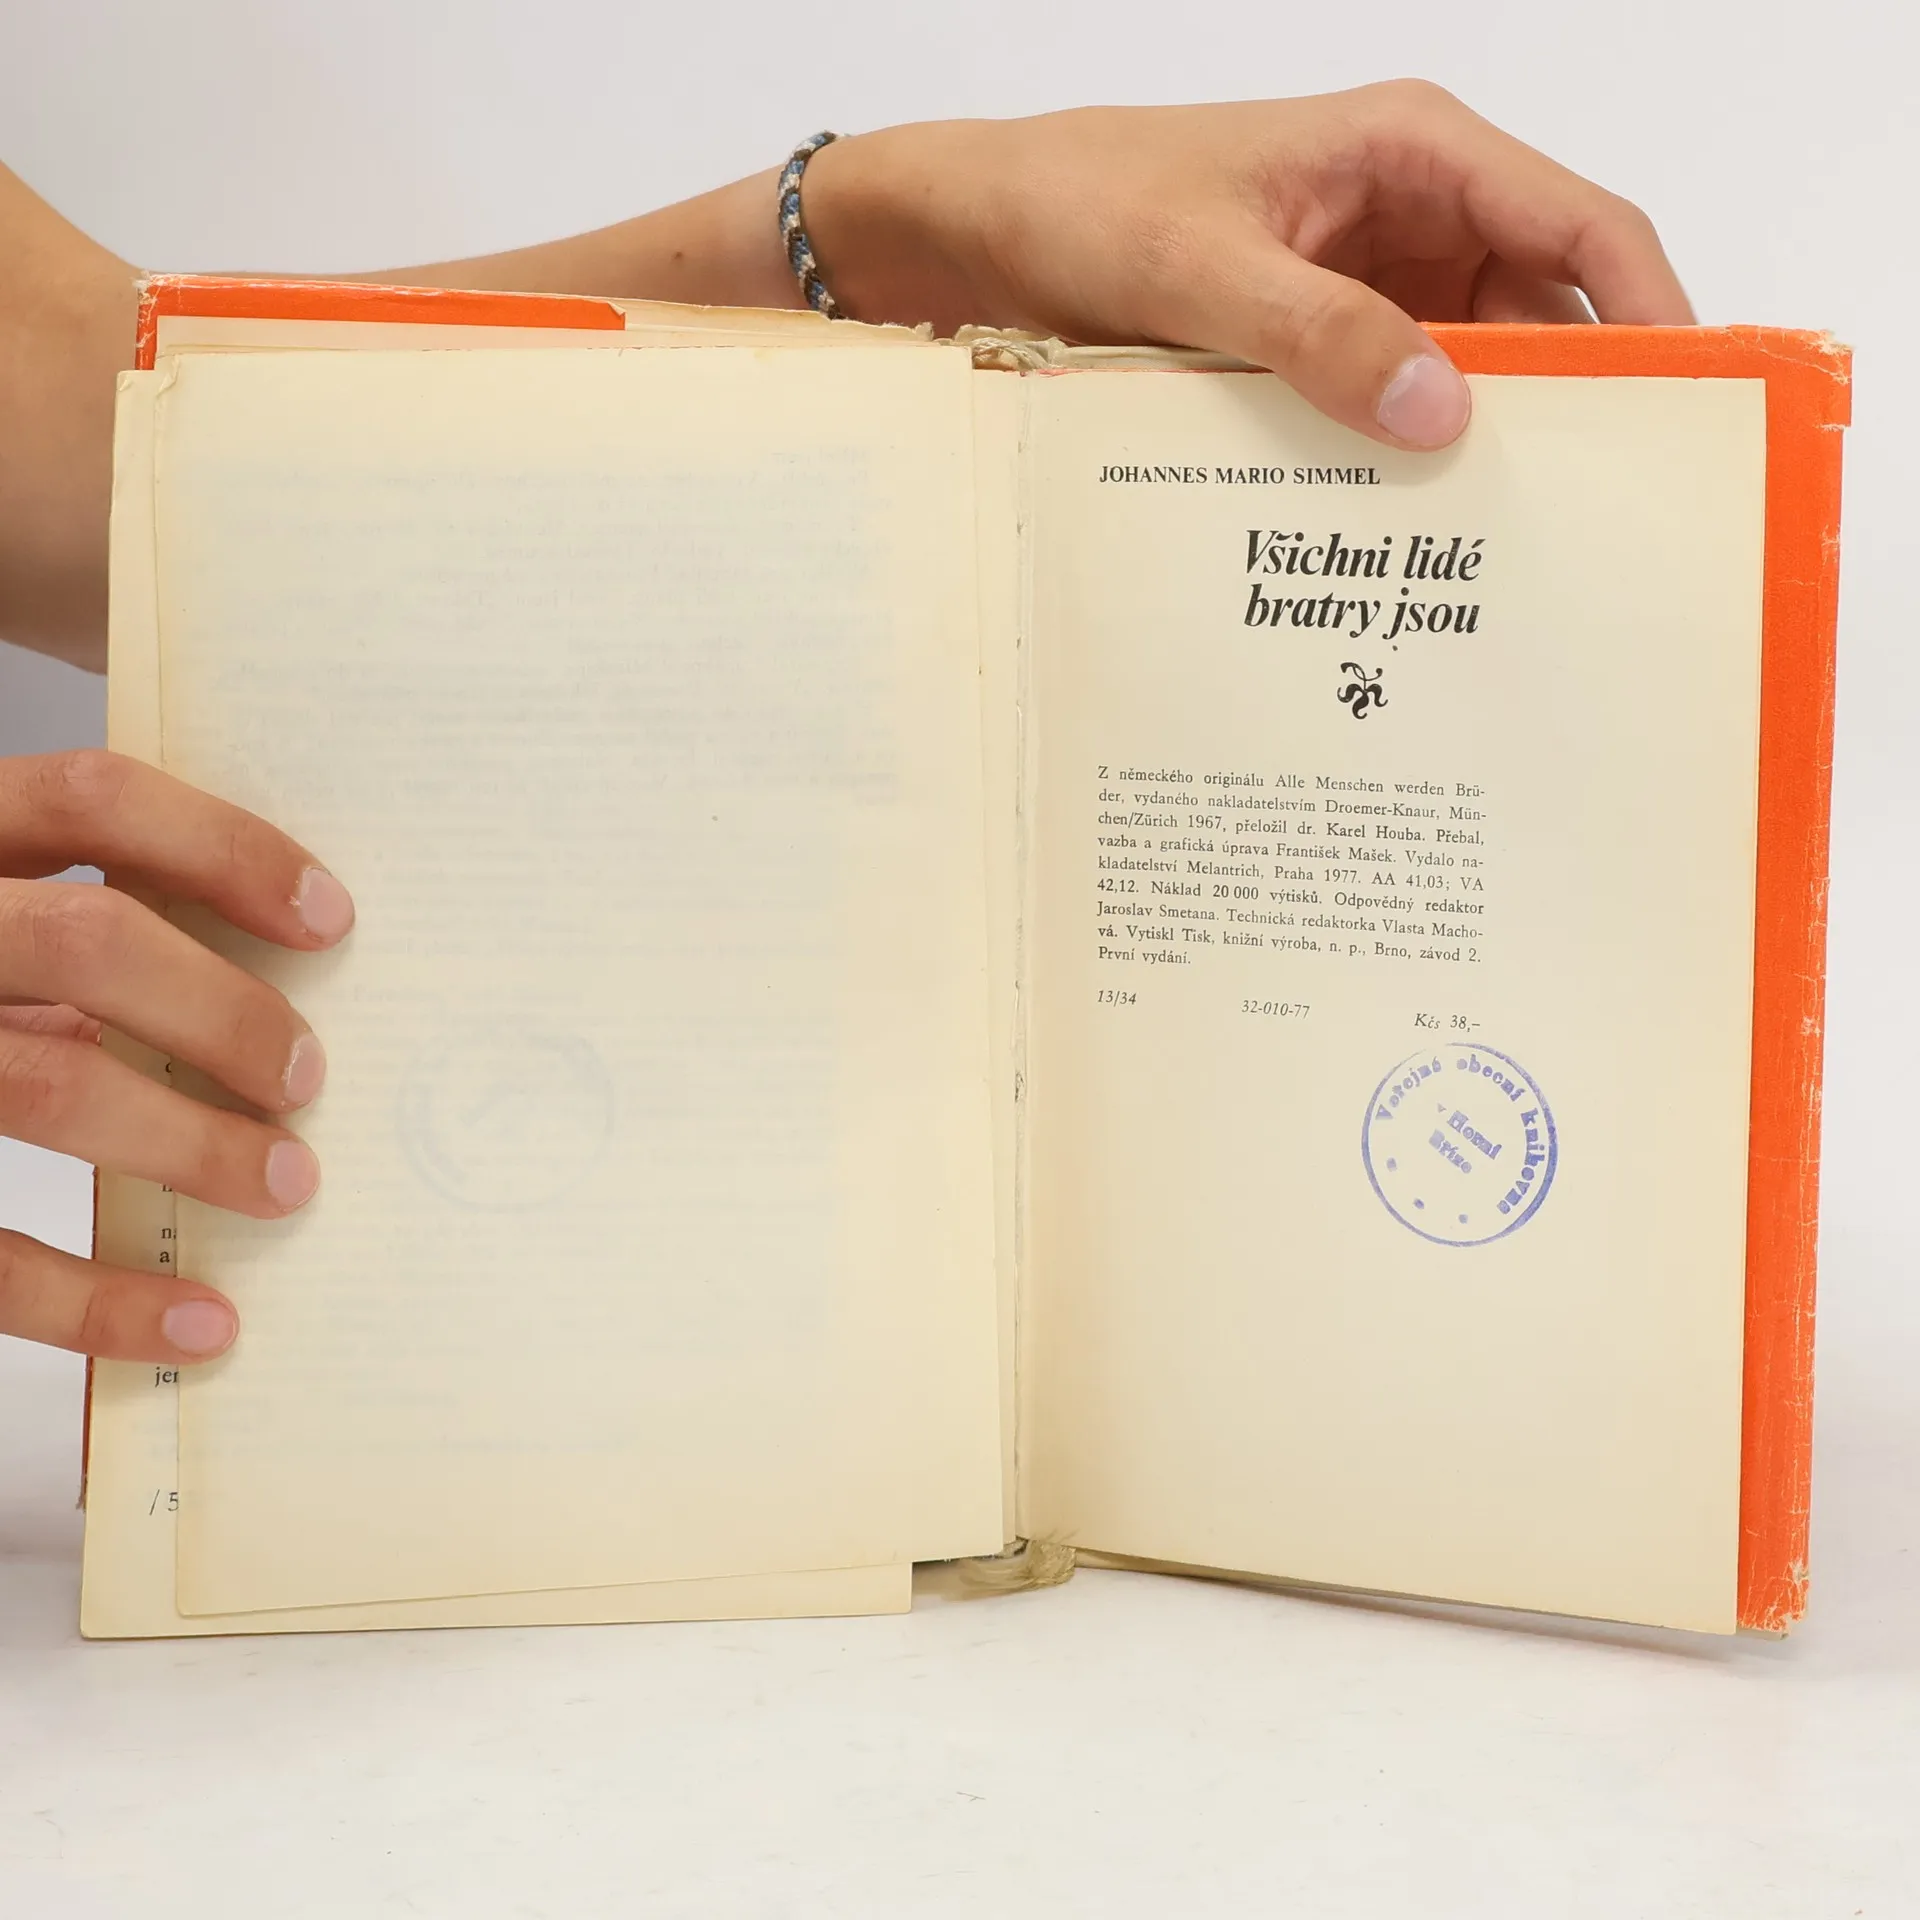 JOHANNES MARIO SIMMEL
Všichni lidé
bratry jsou
Z německého originálu Alle Menschen werden Brü-
der, vydaného nakladatelstvím Droemer-Knaur, Mün-
chen/Zürich 1967, přeložil dr. Karel Houba. Přebal,
vazba a grafická úprava František Mašek. Vydalo na-
kladatelství Melantrich, Praha 1977. AA 41,03; VA
42,12. Náklad 20 000 výtisků. Odpovědný redaktor
Jaroslav Smetana. Technická redaktorka Vlasta Macho-
vá. Vytiskl Tisk, knižní výroba, n. p., Brno, závod 2.
První vydání.
13/34 32-010-77 Kčs 38,–
Veřejná obecní knihovna
v Horní
Bříze
a
jer
/ 5